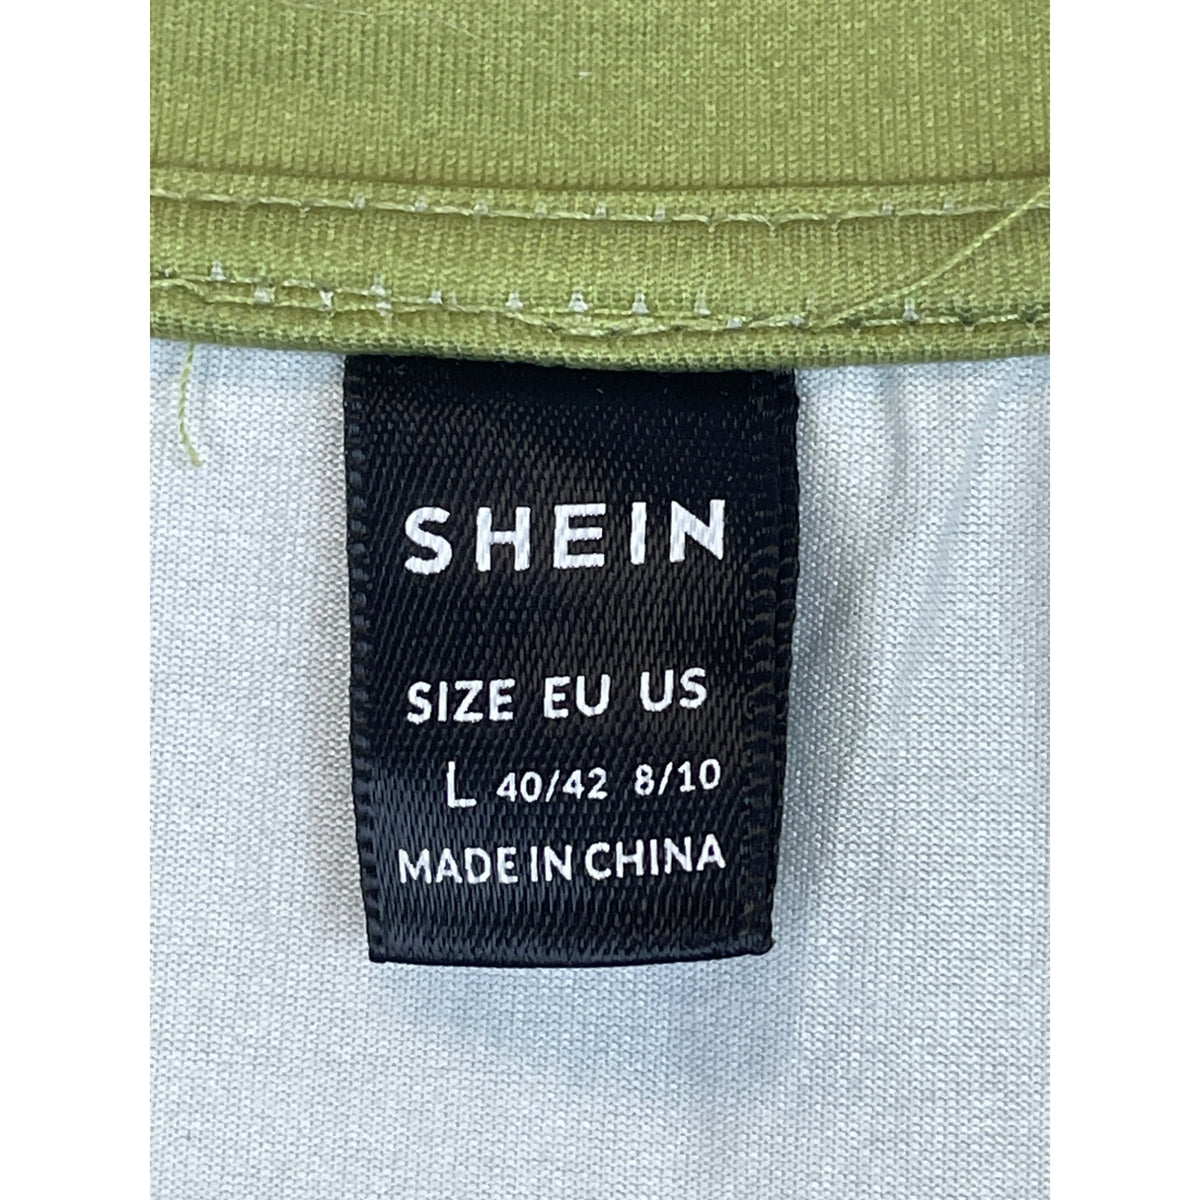 SHEIN
SIZE EU US
L 40/42 8/10
MADE IN CHINA